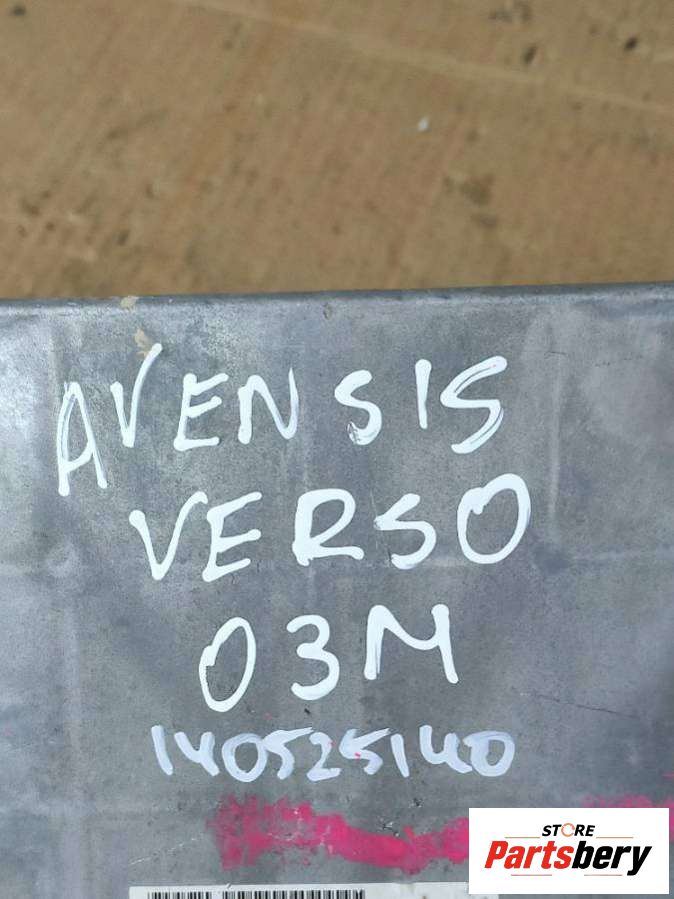 AVENSIS
VERSO
03M
140525140
STORE
Partsbery